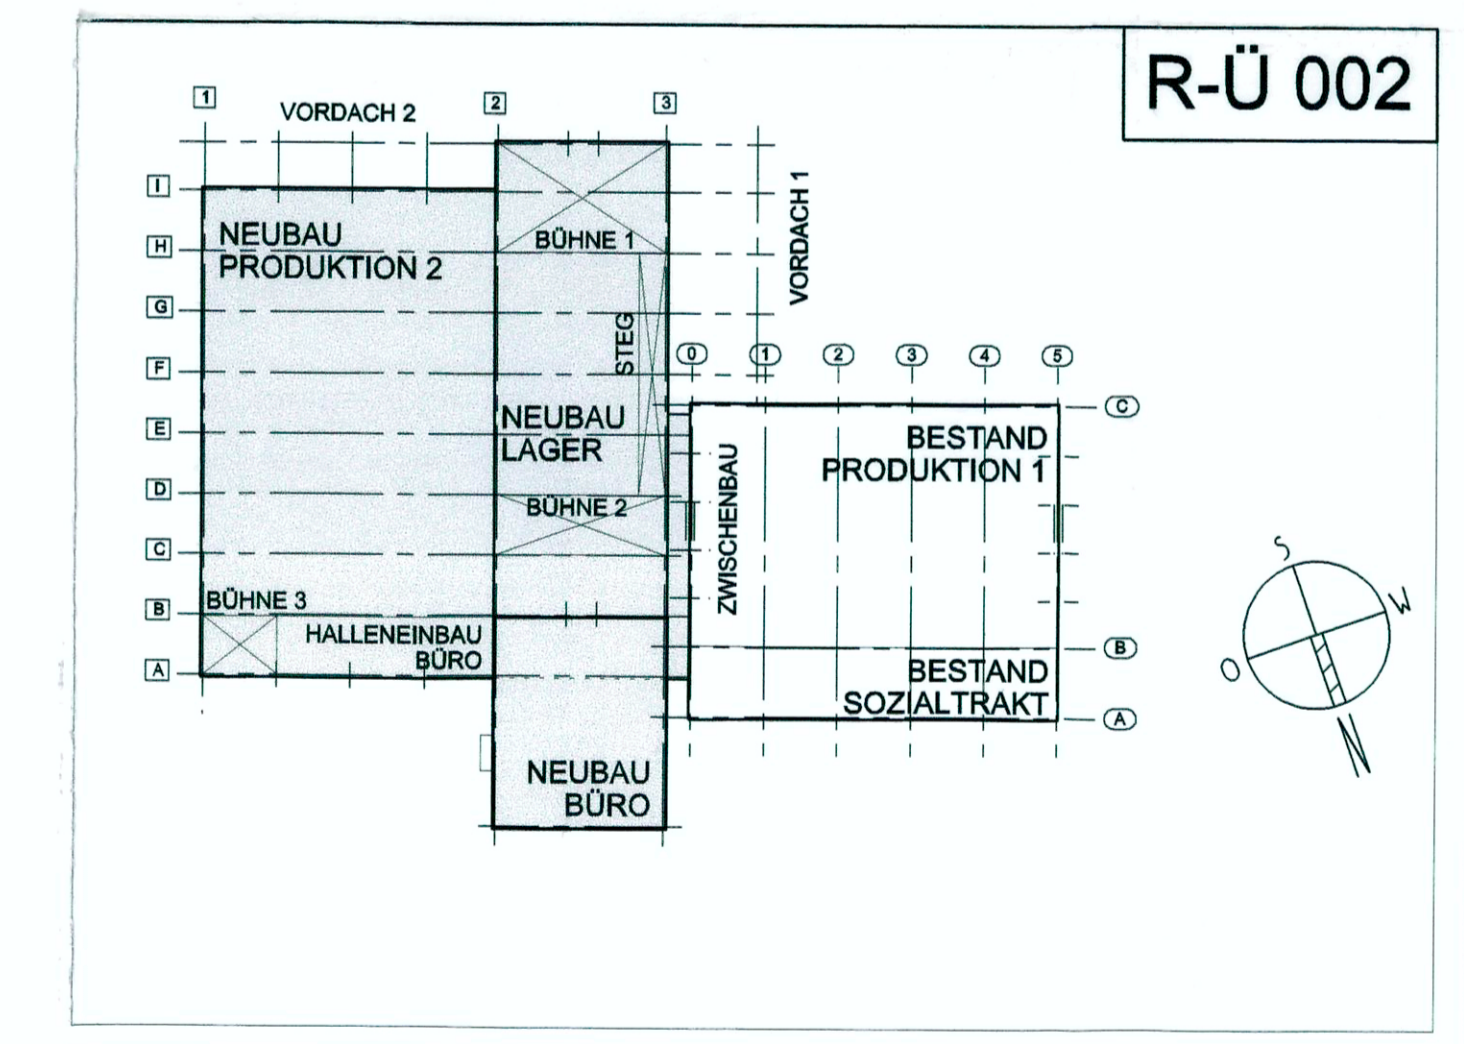 R-Ü 002
1
VORDACH 2
2
3
I
VORDACH 1
NEUBAU
PRODUKTION 2
H
BÜHNE 1
G
STEG
F
0
1
2
3
4
5
C
E
NEUBAU
LAGER
BESTAND
PRODUKTION 1
ZWISCHENBAU
D
BÜHNE 2
C
B
BÜHNE 3
HALLENEINBAU
BÜRO
A
B
BESTAND
SOZIALTRAKT
A
NEUBAU
BÜRO
S
W
O
N